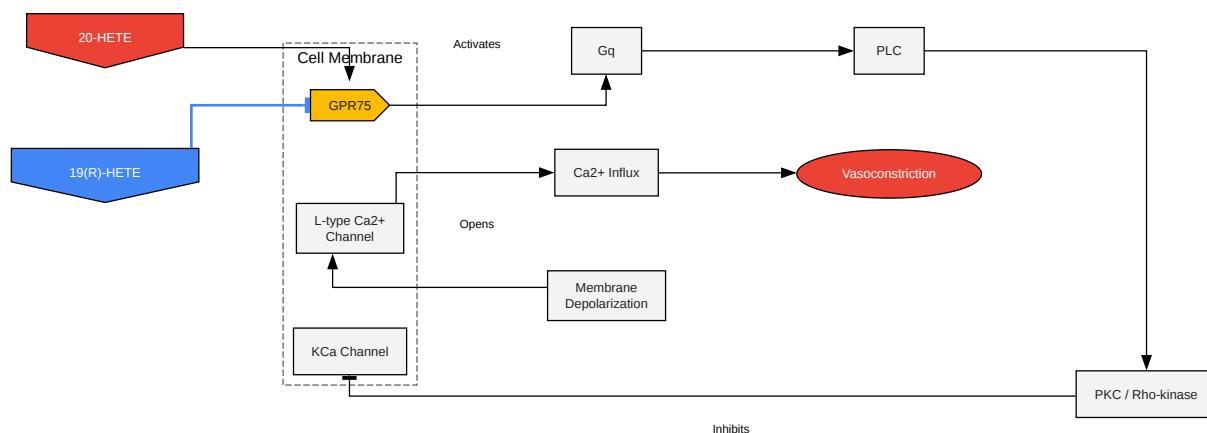 20-HETE
Activates
Gq
PLC
Cell Membrane
GPR75
19(R)-HETE
Ca2+ Influx
Vasoconstriction
L-type Ca2+
Channel
Opens
Membrane
Depolarization
KCa Channel
PKC / Rho-kinase
Inhibits